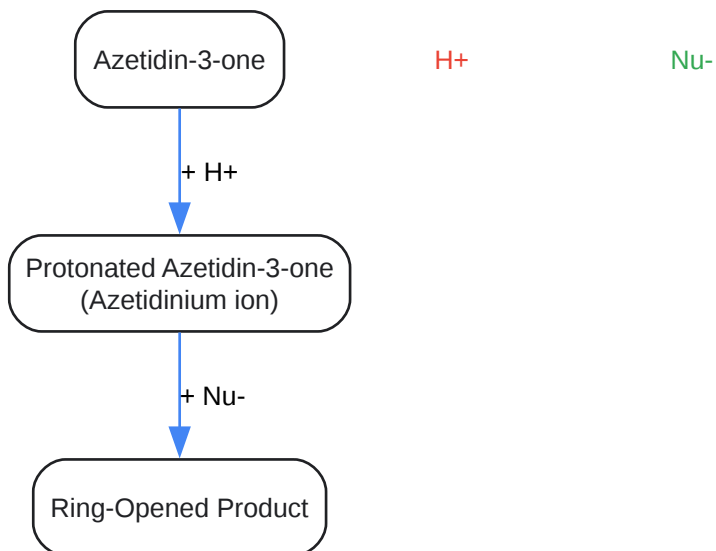 Azetidin-3-one
H+
Nu-
+ H+
Protonated Azetidin-3-one
(Azetidinium ion)
+ Nu-
Ring-Opened Product